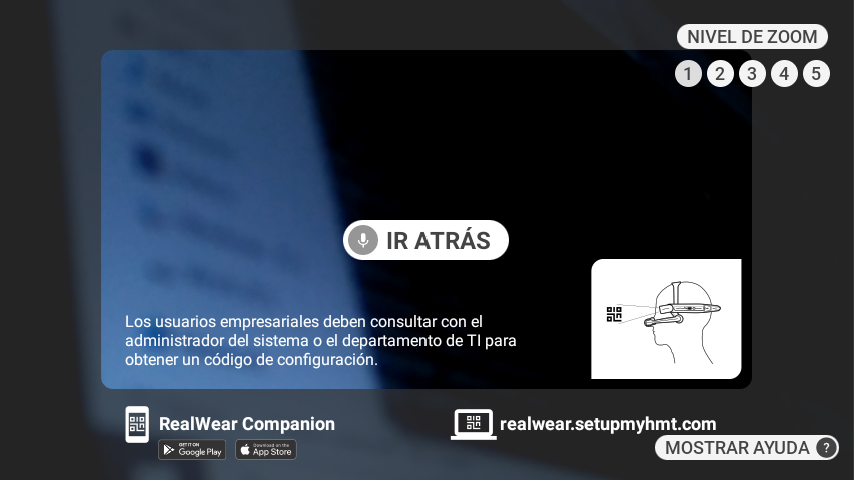 NIVEL DE ZOOM
1 2 3 4 5
IR ATRÁS
Los usuarios empresariales deben consultar con el
administrador del sistema o el departamento de TI para
obtener un código de configuración.
RealWear Companion
GET IT ON
Google Play
Download on the
App Store
realwear.setupmyhmt.com
MOSTRAR AYUDA ?